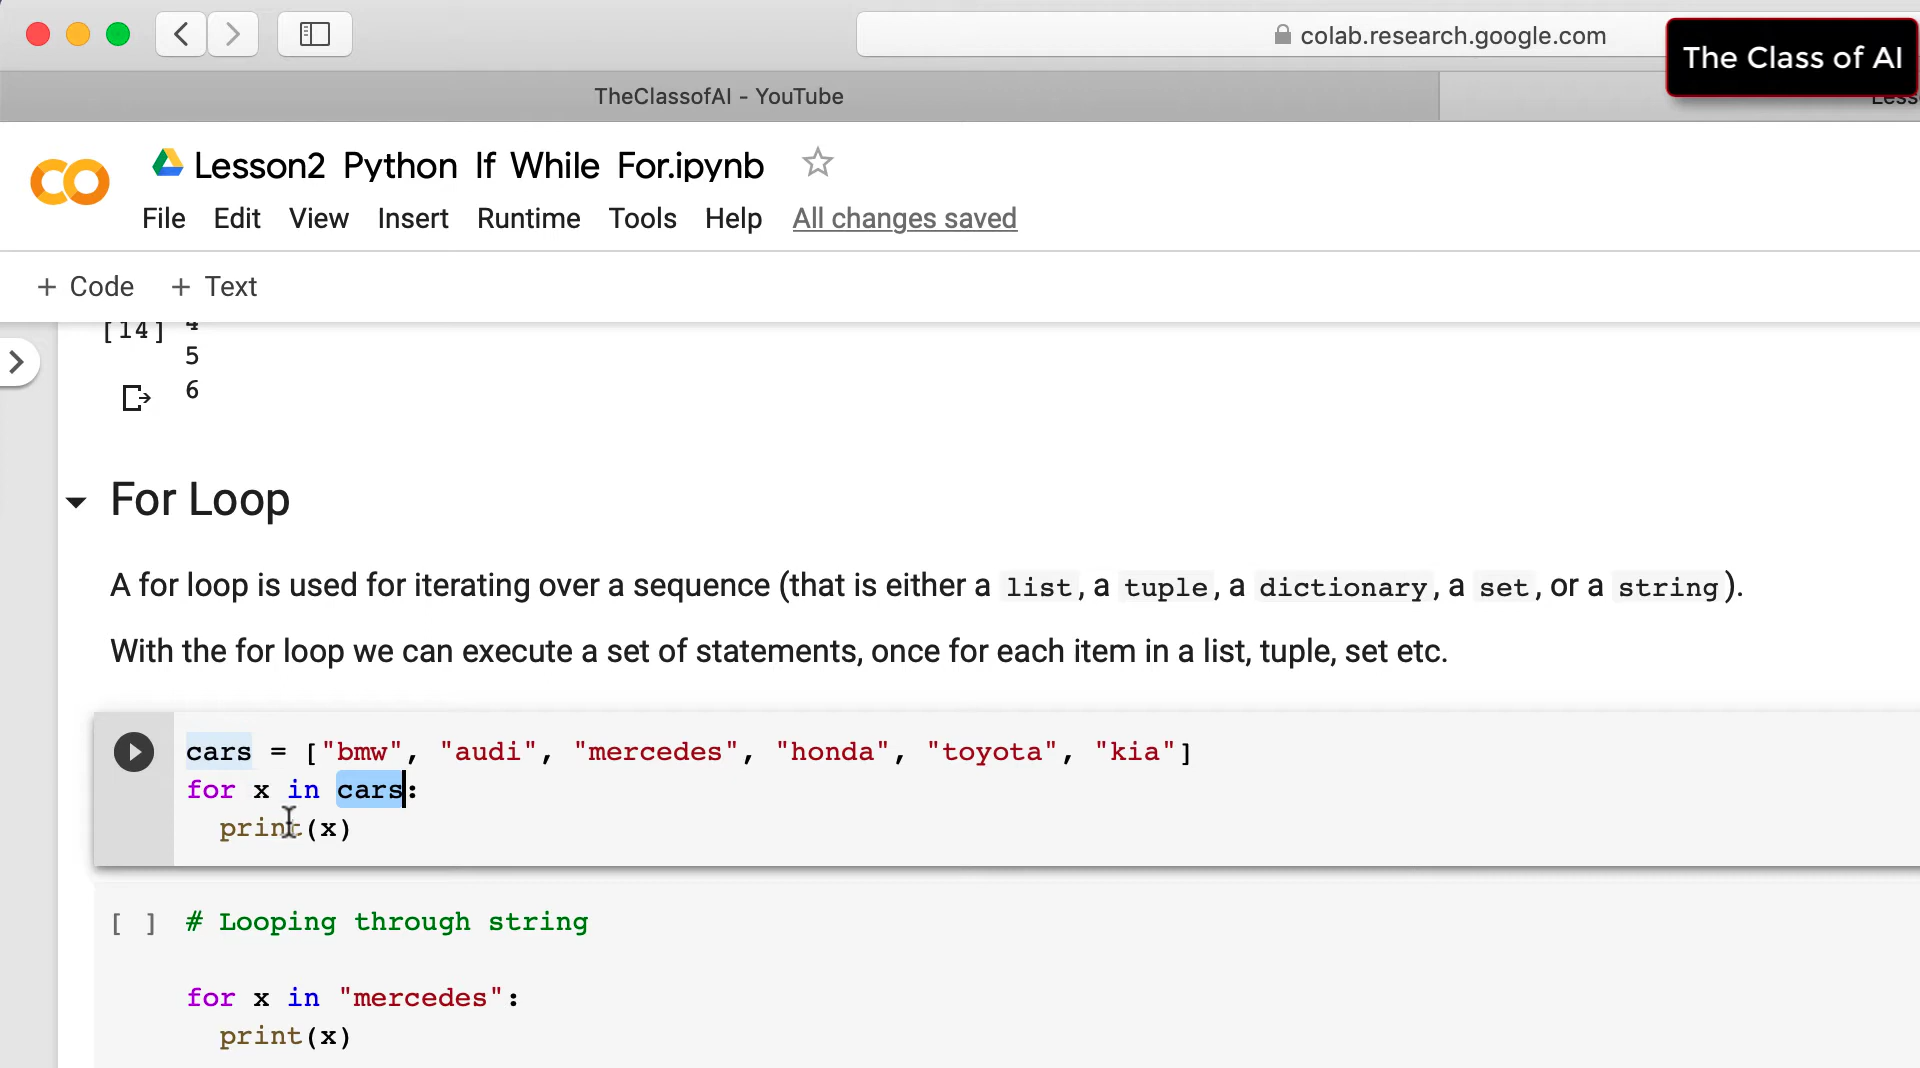 colab.research.google.com
The Class of AI
TheClassofAI - YouTube
Lesson2 Python If While For.ipynb
File Edit View Insert Runtime Tools Help All changes saved
+ Code + Text
[14] 4
5
6
For Loop
A for loop is used for iterating over a sequence (that is either a list, a tuple, a dictionary, a set, or a string).
With the for loop we can execute a set of statements, once for each item in a list, tuple, set etc.
cars = ["bmw", "audi", "mercedes", "honda", "toyota", "kia"]
for x in cars:
print(x)
[ ] # Looping through string
for x in "mercedes":
print(x)